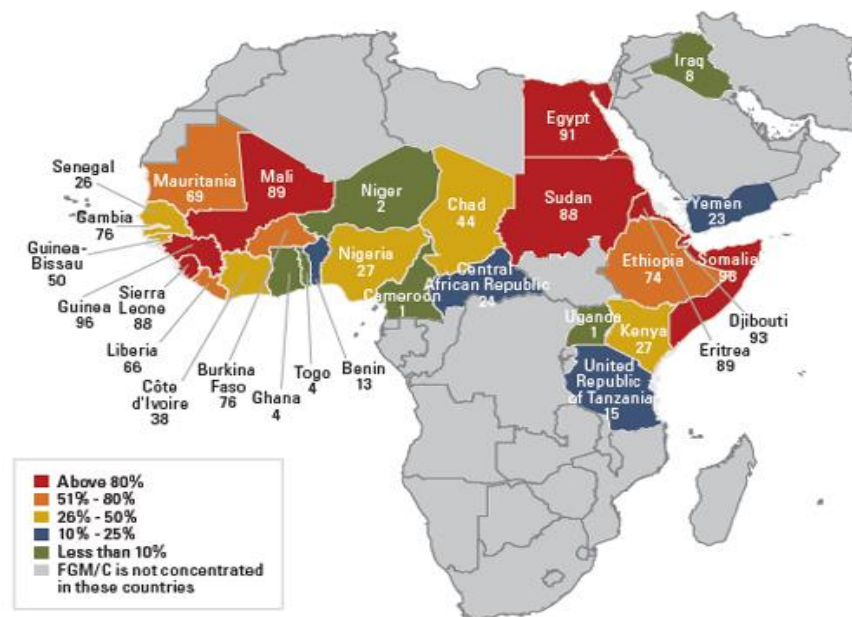 Iraq
8
Egypt
91
Senegal
26
Mauritania
69
Mali
89
Niger
2
Chad
44
Sudan
88
Yemen
23
Gambia
76
Guinea-
Bissau
50
Nigeria
27
Ethiopia
74
Somalia
98
Central
African Republic
24
Cameroon
1
Guinea
96
Sierra
Leone
88
Uganda
1
Kenya
27
Djibouti
93
Eritrea
89
Liberia
66
Côte
d'Ivoire
38
Burkina
Faso
76
Ghana
4
Togo
4
Benin
13
United
Republic
of Tanzania
15
Above 80%
51% - 80%
26% - 50%
10% - 25%
Less than 10%
FGM/C is not concentrated
in these countries